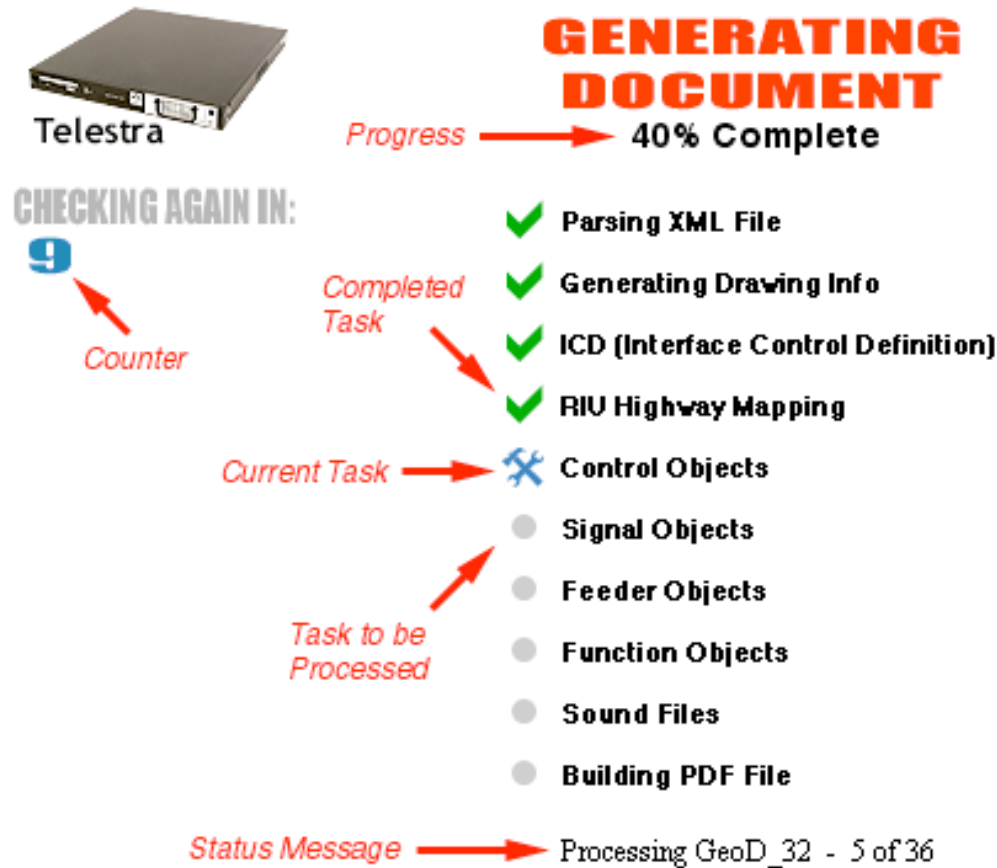 GENERATING
DOCUMENT
Telestra
Progress
40% Complete
CHECKING AGAIN IN:
9
Counter
Completed
Task
Parsing XML File
Generating Drawing Info
ICD (Interface Control Definition)
RIU Highway Mapping
Current Task
Control Objects
Signal Objects
Task to be
Processed
Feeder Objects
Function Objects
Sound Files
Building PDF File
Status Message
Processing GeoD_32 - 5 of 36